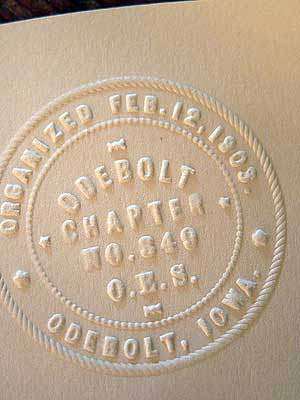 ORGANIZED FEB.12,1903.
ODEBOLT
CHAPTER
NO.349
O.E.S.
ODEBOLT, IOWA.